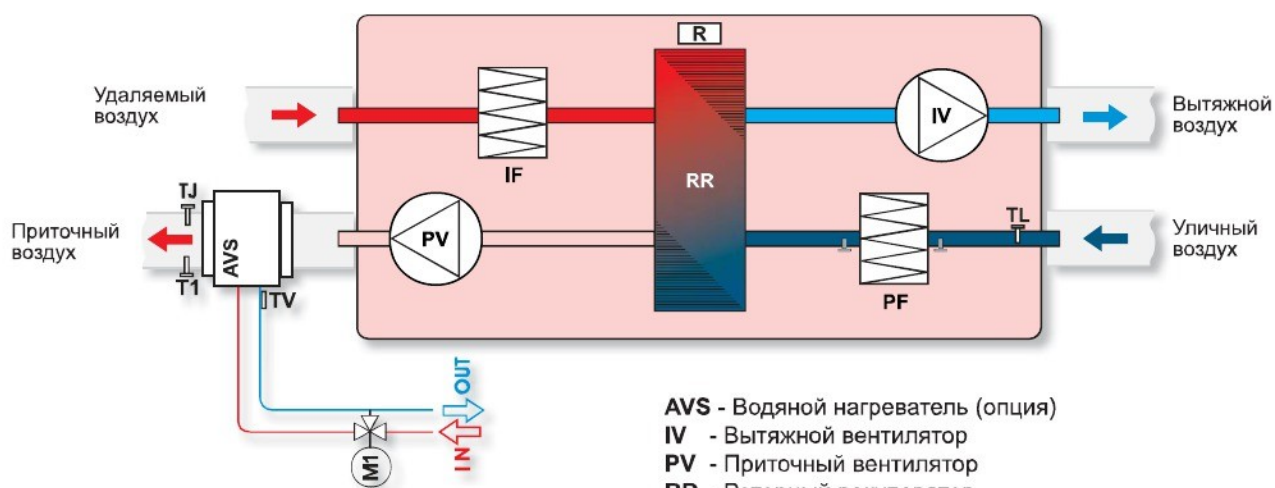 R
Удаляемый
воздух
IV
Вытяжной
воздух
IF
RR
TJ
TL
Приточный
воздух
AVS
PV
Уличный
воздух
T1
TV
PF
OUT
IN
M1
AVS - Водяной нагреватель (опция)
IV - Вытяжной вентилятор
PV - Приточный вентилятор